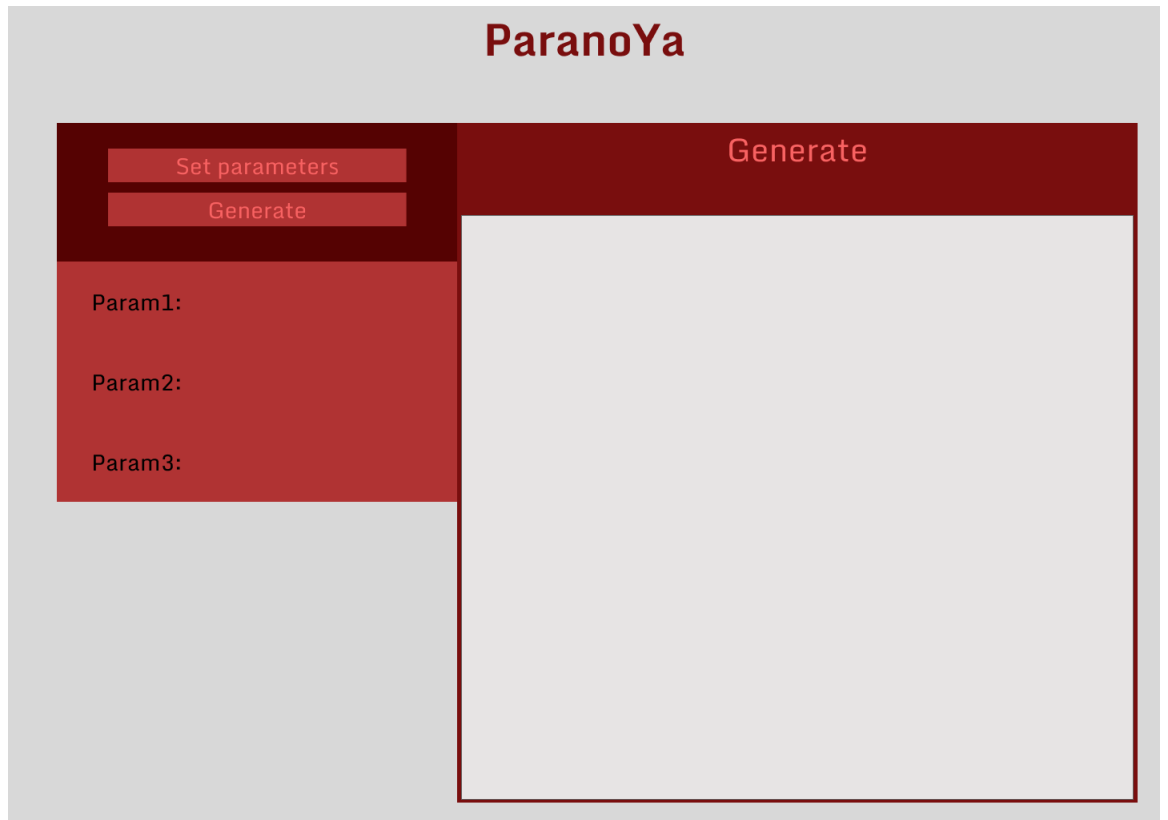 ParanoYa
Set parameters
Generate
Param1:
Param2:
Param3:
Generate